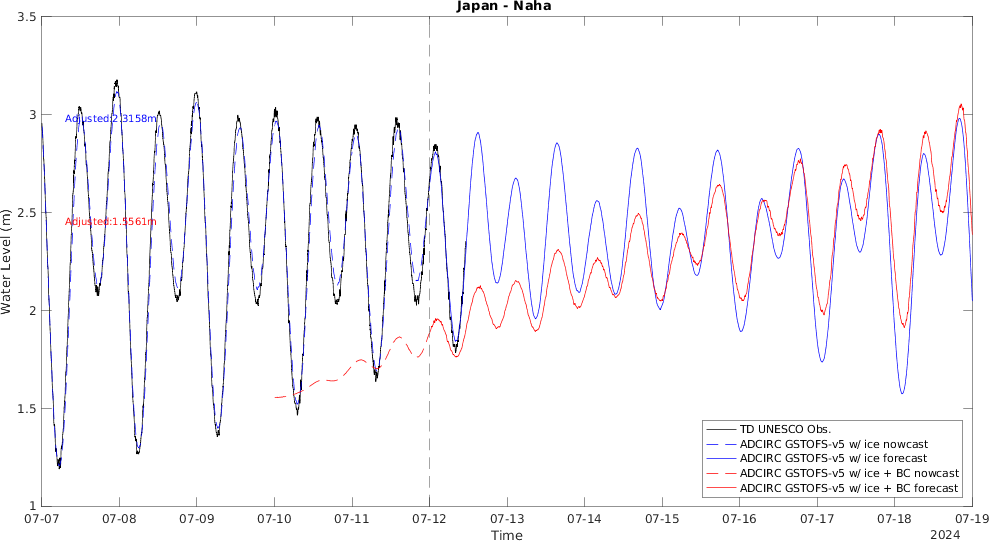 Japan - Naha
3.5
3
2.5
2
1.5
1
Water Level (m)
Adjusted:2.3158m
Adjusted:1.5561m
TD UNESCO Obs.
ADCIRC GSTOFS-v5 w/ ice nowcast
ADCIRC GSTOFS-v5 w/ ice forecast
ADCIRC GSTOFS-v5 w/ ice + BC nowcast
ADCIRC GSTOFS-v5 w/ ice + BC forecast
07-07 07-08 07-09 07-10 07-11 07-12 07-13 07-14 07-15 07-16 07-17 07-18 07-19
Time
2024